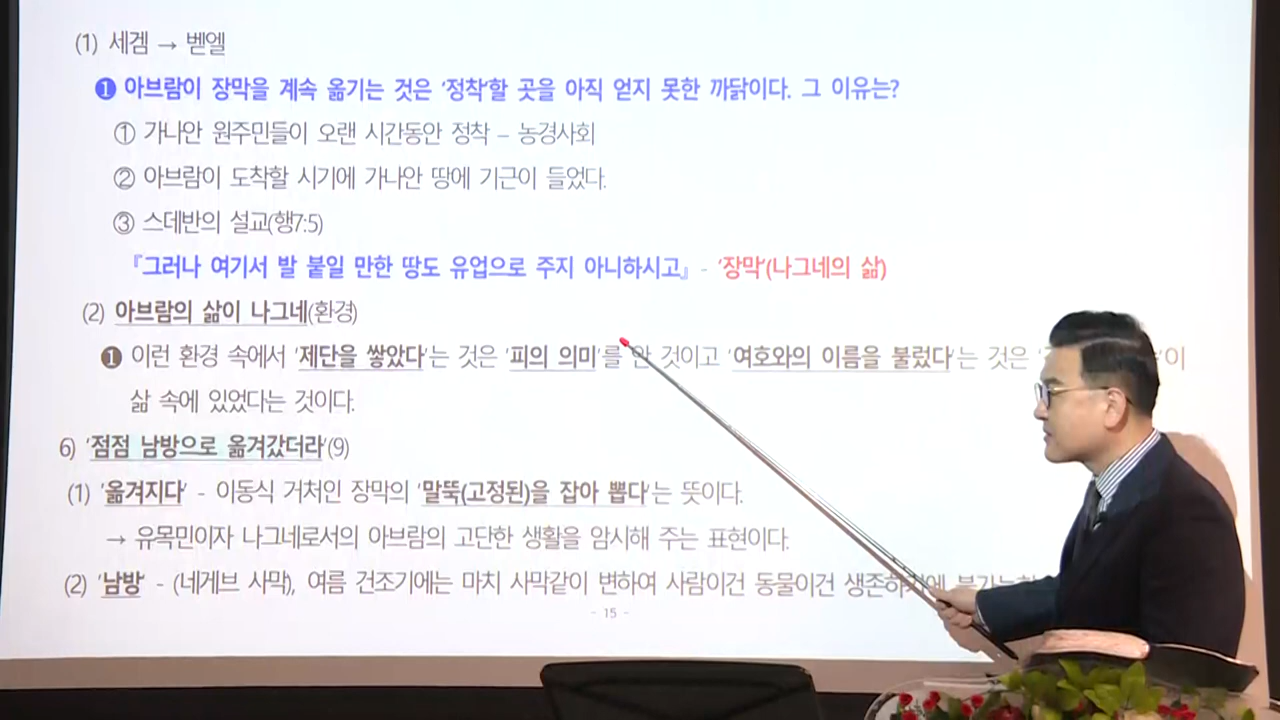 (1) 세겜 → 벧엘
❶ 아브람이 장막을 계속 옮기는 것은 '정착'할 곳을 아직 얻지 못한 까닭이다. 그 이유는?
① 가나안 원주민들이 오랜 시간동안 정착 – 농경사회
② 아브람이 도착할 시기에 가나안 땅에 기근이 들었다.
③ 스데반의 설교(행7:5)
『그러나 여기서 발 붙일 만한 땅도 유업으로 주지 아니하시고』 - '장막'(나그네의 삶)
(2) 아브람의 삶이 나그네(환경)
❶ 이런 환경 속에서 '제단을 쌓았다'는 것은 '피의 의미'를 안 것이고 '여호와의 이름을 불렀다'는 것은 '이
삶 속에 있었다는 것이다.
6) '점점 남방으로 옮겨갔더라'(9)
(1) '옮겨지다' - 이동식 거처인 장막의 '말뚝(고정된)을 잡아 뽑다'는 뜻이다.
→ 유목민이자 나그네로서의 아브람의 고단한 생활을 암시해 주는 표현이다.
(2) '남방' - (네게브 사막), 여름 건조기에는 마치 사막같이 변하여 사람이건 동물이건
- 15 -